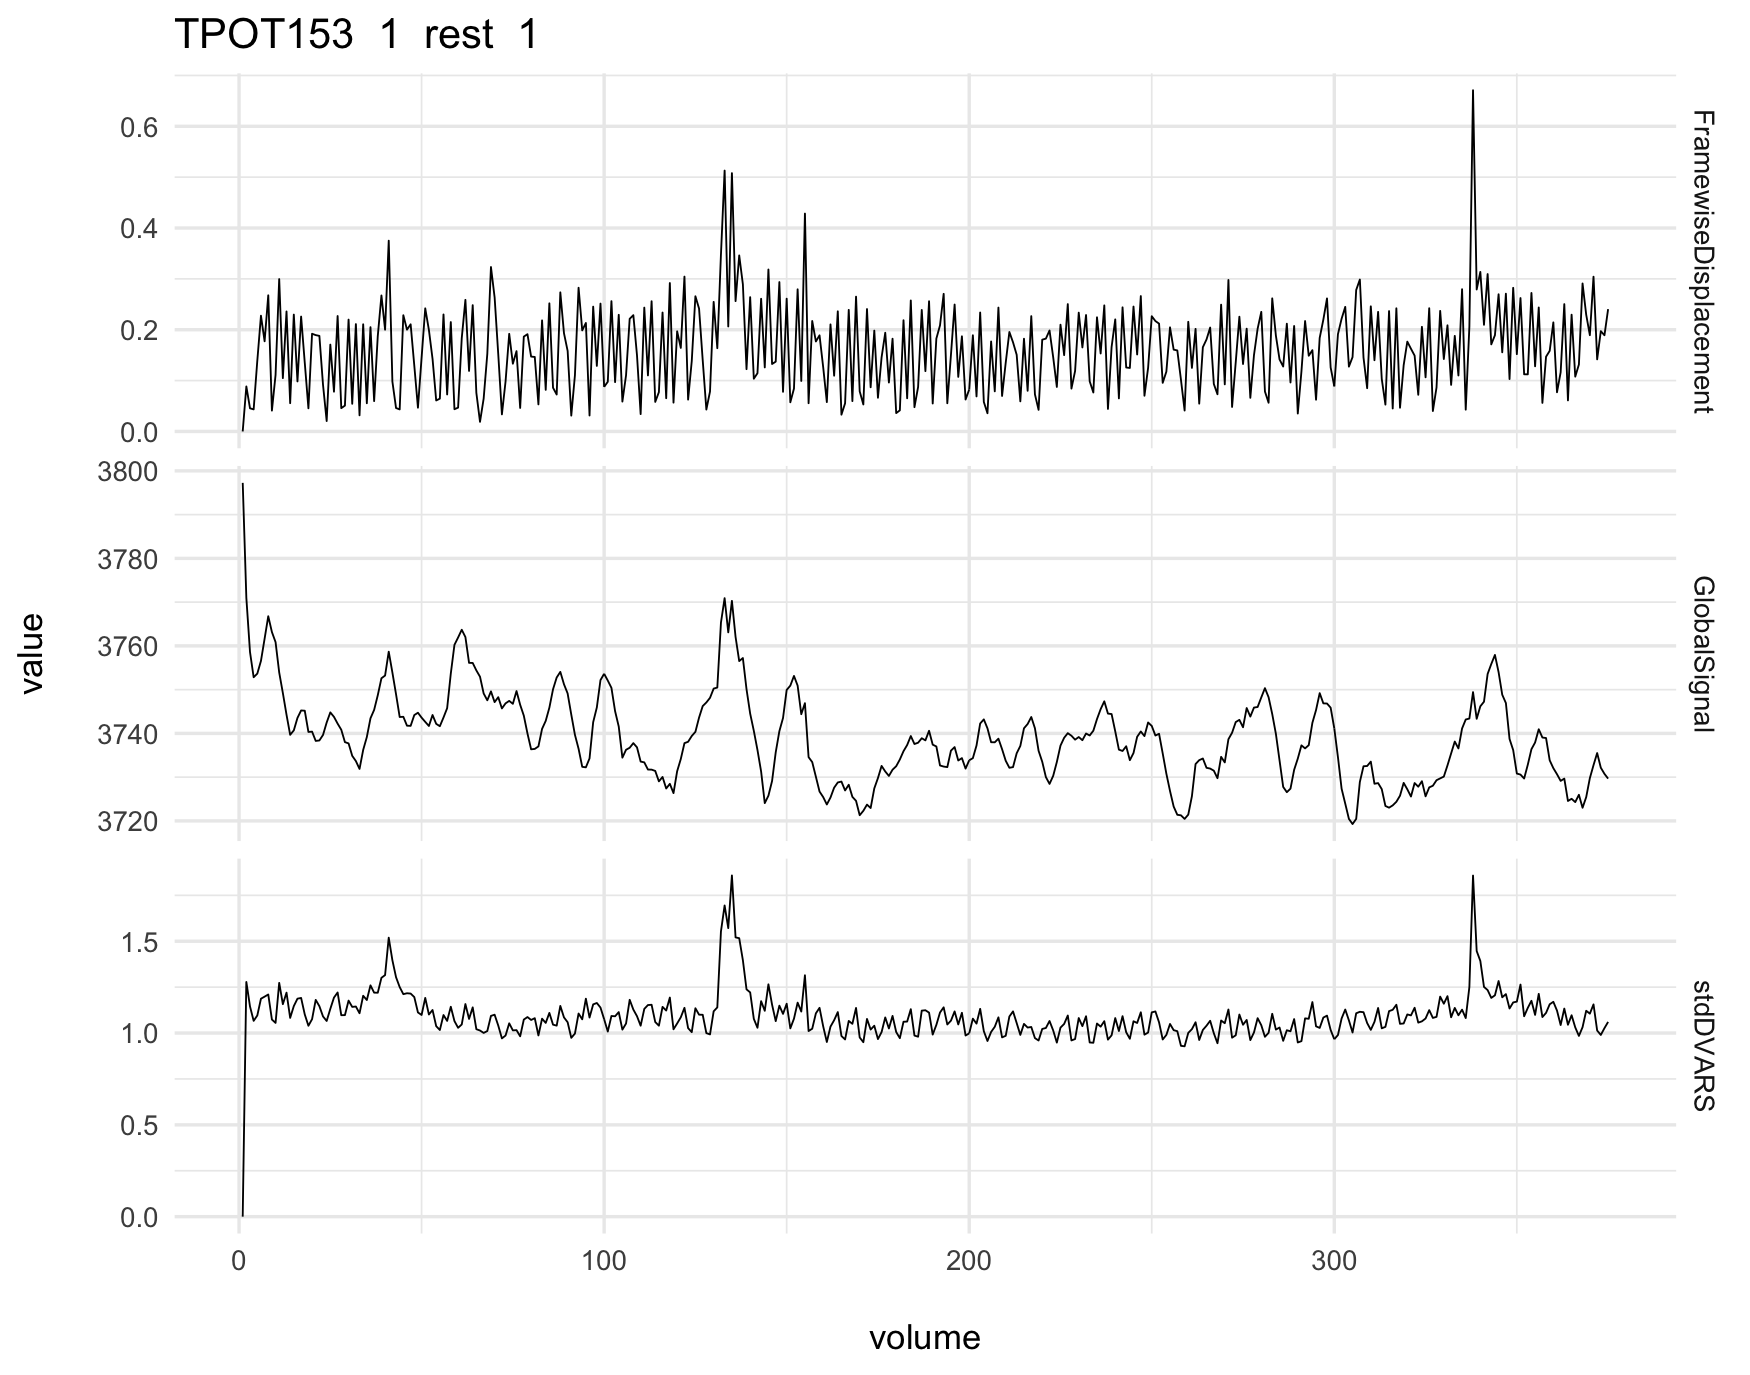 TPOT153 1 rest 1
0.6
0.4
0.2
0.0
FramewiseDisplacement
3800
3780
3760
3740
3720
GlobalSignal
1.5
1.0
0.5
0.0
stdDVARS
value
0 100 200 300
volume